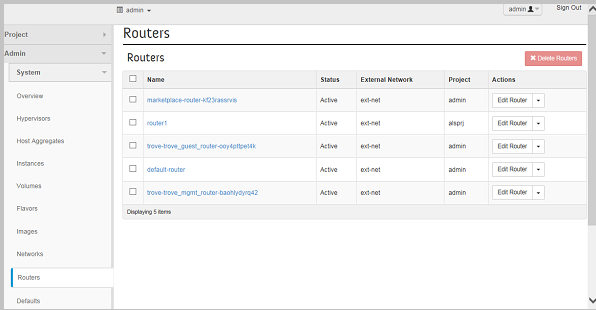 admin
admin
Sign Out
Project
Admin
System
Overview
Hypervisors
Host Aggregates
Instances
Volumes
Flavors
Images
Networks
Routers
Defaults
Routers
Routers
Delete Routers
Name Status External Network Project Actions
marketplace-router-kf23rassrvis Active ext-net admin Edit Router
router1 Active ext-net alsprj Edit Router
trove-trove_guest_router-ooy4pftpet4k Active ext-net admin Edit Router
default-router Active ext-net admin Edit Router
trove-trove_mgmt_router-baohlydyrq42 Active ext-net admin Edit Router
Displaying 5 items